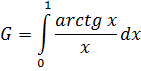 G = ∫₀¹ arctg x / x dx